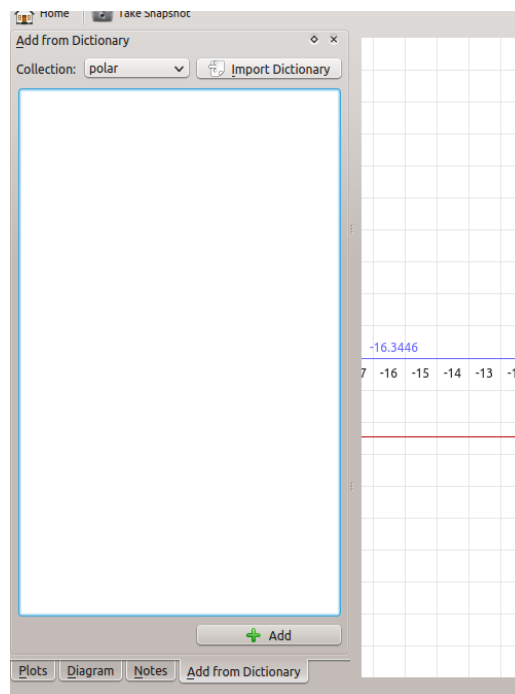 Home Take Snapshot
Add from Dictionary
Collection: polar Import Dictionary
-16.3446
7 -16 -15 -14 -13 -1
Add
Plots Diagram Notes Add from Dictionary